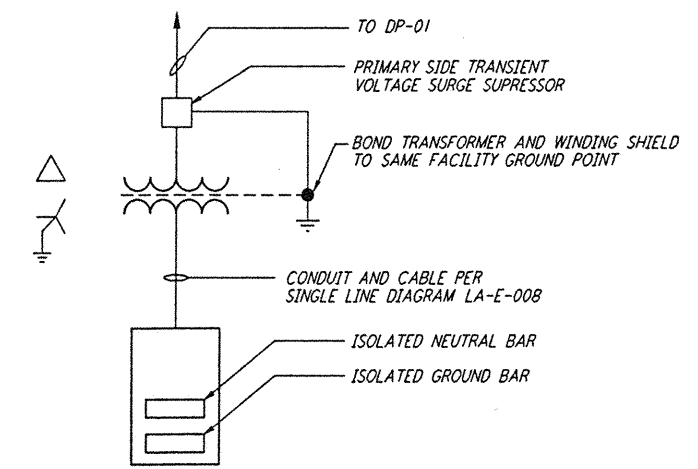 TO DP-01
PRIMARY SIDE TRANSIENT
VOLTAGE SURGE SUPRESSOR
BOND TRANSFORMER AND WINDING SHIELD
TO SAME FACILITY GROUND POINT
CONDUIT AND CABLE PER
SINGLE LINE DIAGRAM LA-E-008
ISOLATED NEUTRAL BAR
ISOLATED GROUND BAR